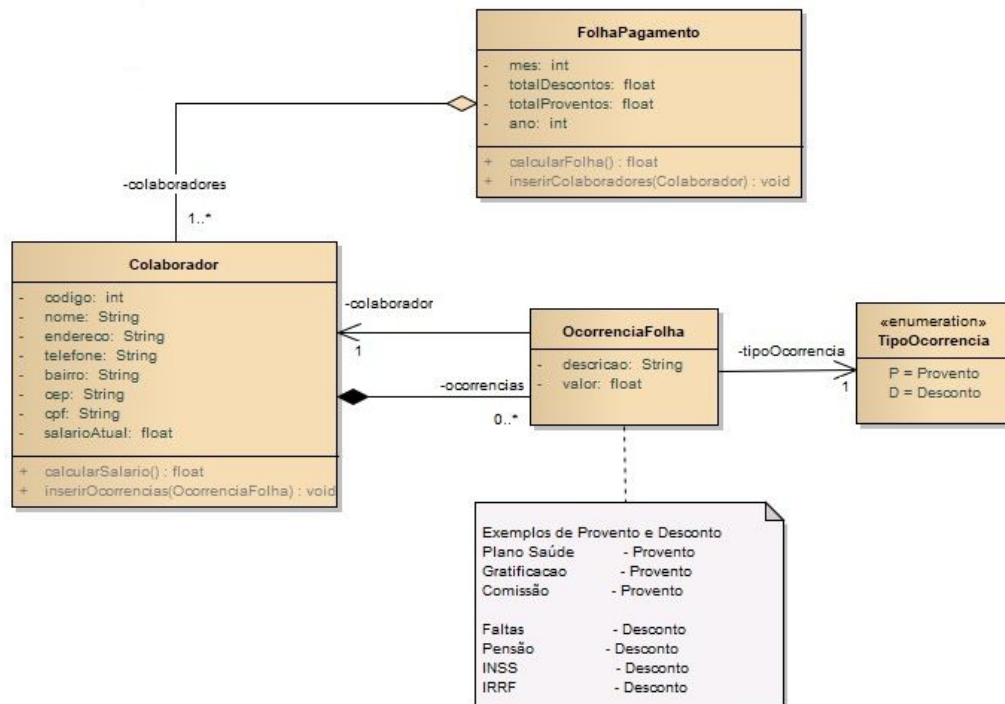 FolhaPagamento
- mes: int
- totalDescontos: float
- totalProventos: float
- ano: int
+ calcularFolha() : float
+ inserirColaboradores(Colaborador) : void
-colaboradores
1..*
Colaborador
- codigo: int
- nome: String
- endereco: String
- telefone: String
- bairro: String
- cep: String
- cpf: String
- salarioAtual: float
+ calcularSalario() : float
+ inserirOcorrencias(OcorrenciaFolha) : void
-colaborador
1
-ocorrencias
0..*
OcorrenciaFolha
- descricao: String
- valor: float
-tipoOcorrencia
1
«enumeration»
TipoOcorrencia
P = Provento
D = Desconto
Exemplos de Provento e Desconto
Plano Saúde - Provento
Gratificacao - Provento
Comissão - Provento
Faltas - Desconto
Pensão - Desconto
INSS - Desconto
IRRF - Desconto